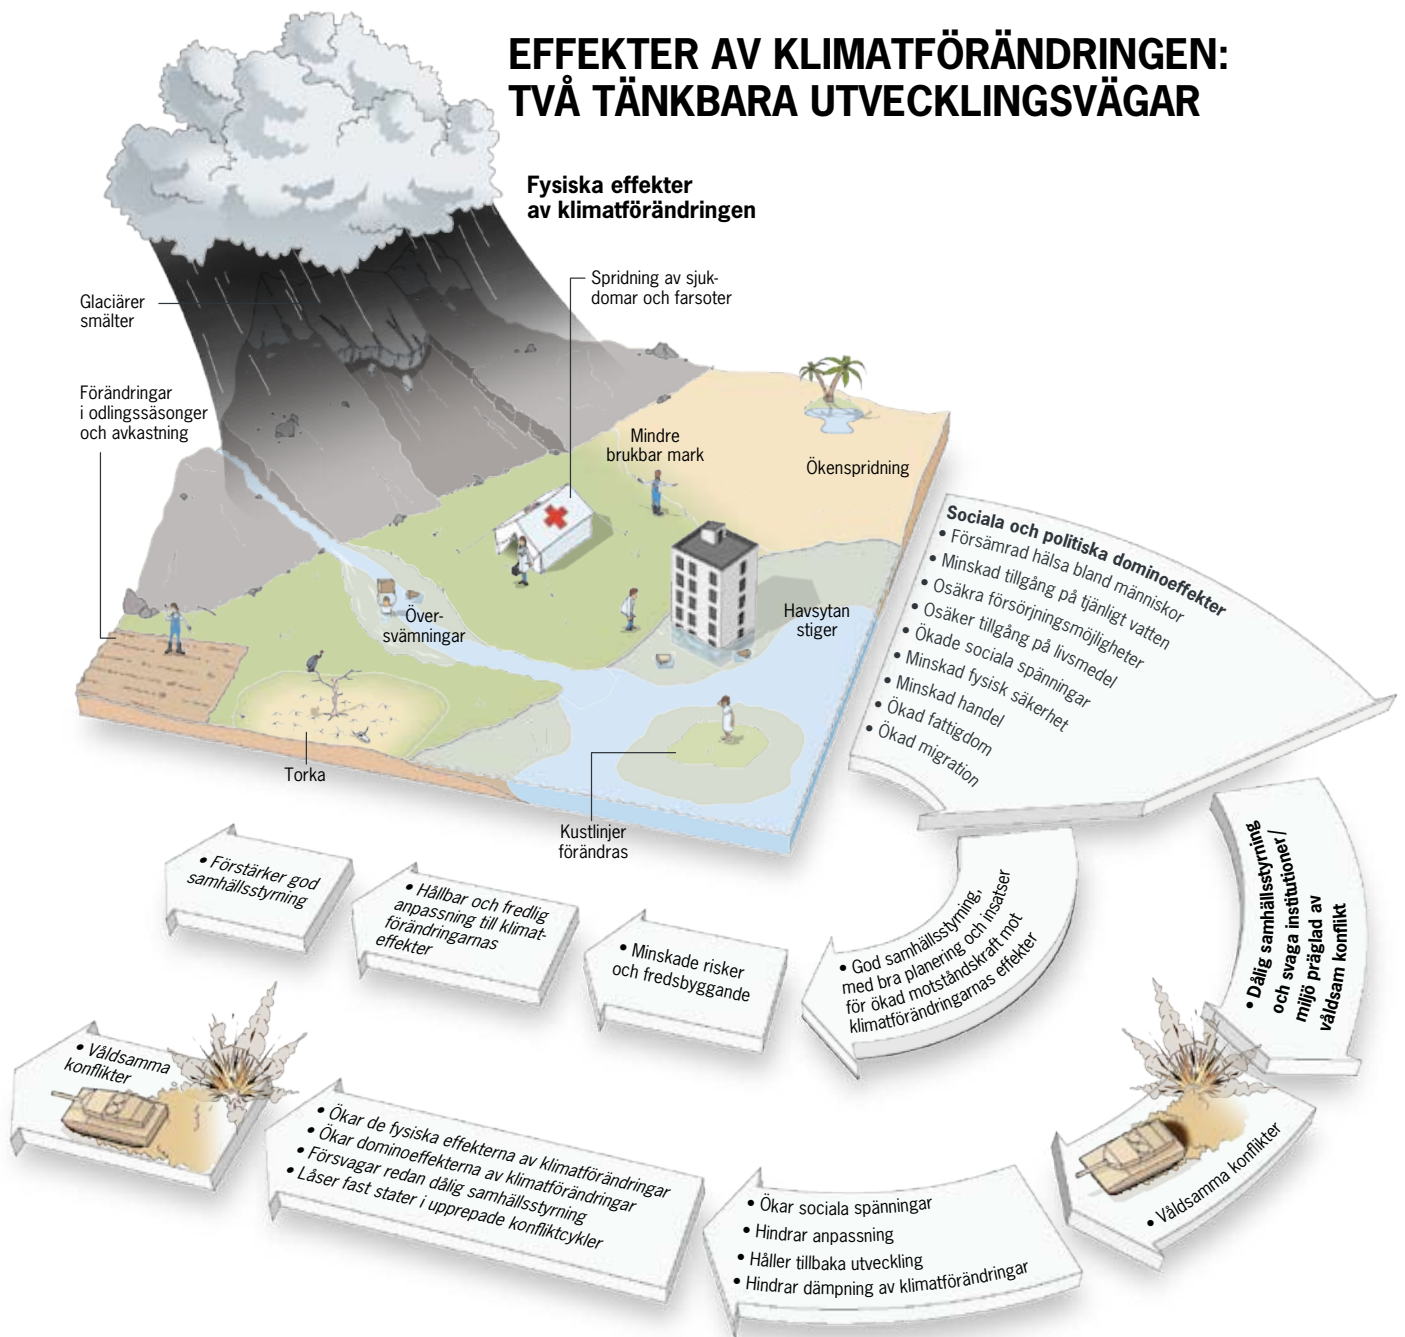 EFFEKTER AV KLIMATFÖRÄNDRINGEN:
TVÅ TÄNKBARA UTVECKLINGSVÄGAR
Fysiska effekter
av klimatförändringen
Glaciärer
smälter
Spridning av sjuk-
domar och farsoter
Förändringar
i odlingssäsonger
och avkastning
Mindre
brukbar mark
Ökenspridning
Över-
svämningar
Havsytan
stiger
Torka
Kustlinjer
förändras
Sociala och politiska dominoeffekter
• Försämrad hälsa bland människor
• Minskad tillgång på tjänligt vatten
• Osäkra försörjningsmöjligheter
• Osäker tillgång på livsmedel
• Ökade sociala spänningar
• Minskad fysisk säkerhet
• Minskad handel
• Ökad fattigdom
• Ökad migration
• God samhällsstyrning,
med bra planering och insatser
för ökad motståndskraft mot
klimatförändringarnas effekter
• Minskade risker
och fredsbyggande
• Hållbar och fredlig
anpassning till klimat-
förändringarnas
effekter
• Förstärker god
samhällsstyrning
• Dålig samhällsstyrning
och svaga institutioner/
miljö präglad av
våldsam konflikt
• Våldsamma konflikter
• Ökar sociala spänningar
• Hindrar anpassning
• Håller tillbaka utveckling
• Hindrar dämpning av klimatförändringar
• Ökar de fysiska effekterna av klimatförändringar
• Ökar dominoeffekterna av klimatförändringar
• Försvagar redan dålig samhällsstyrning
• Låser fast stater i upprepade konfliktcykler
• Våldsamma
konflikter